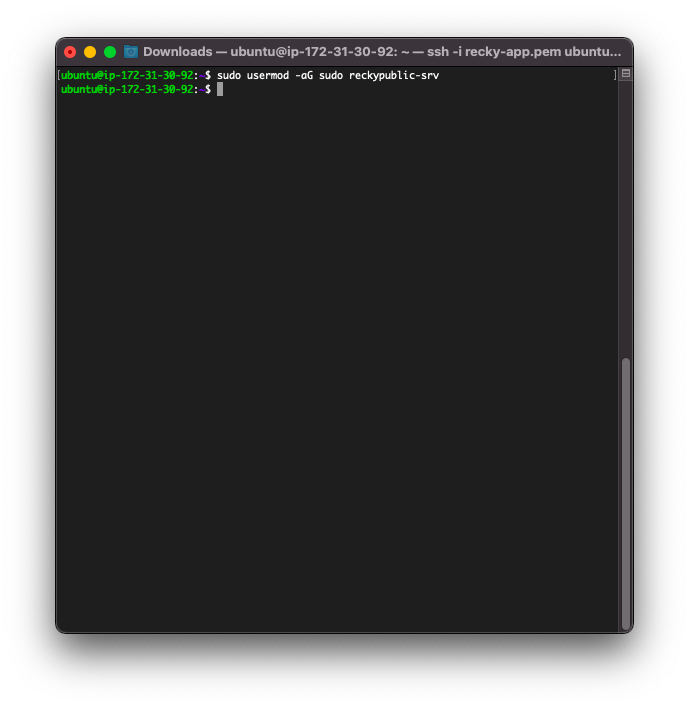 Downloads — ubuntu@ip-172-31-30-92: ~ — ssh -i recky-app.pem ubuntu...
[ubuntu@ip-172-31-30-92:~$ sudo usermod -aG sudo reckypublic-srv ]
ubuntu@ip-172-31-30-92:~$